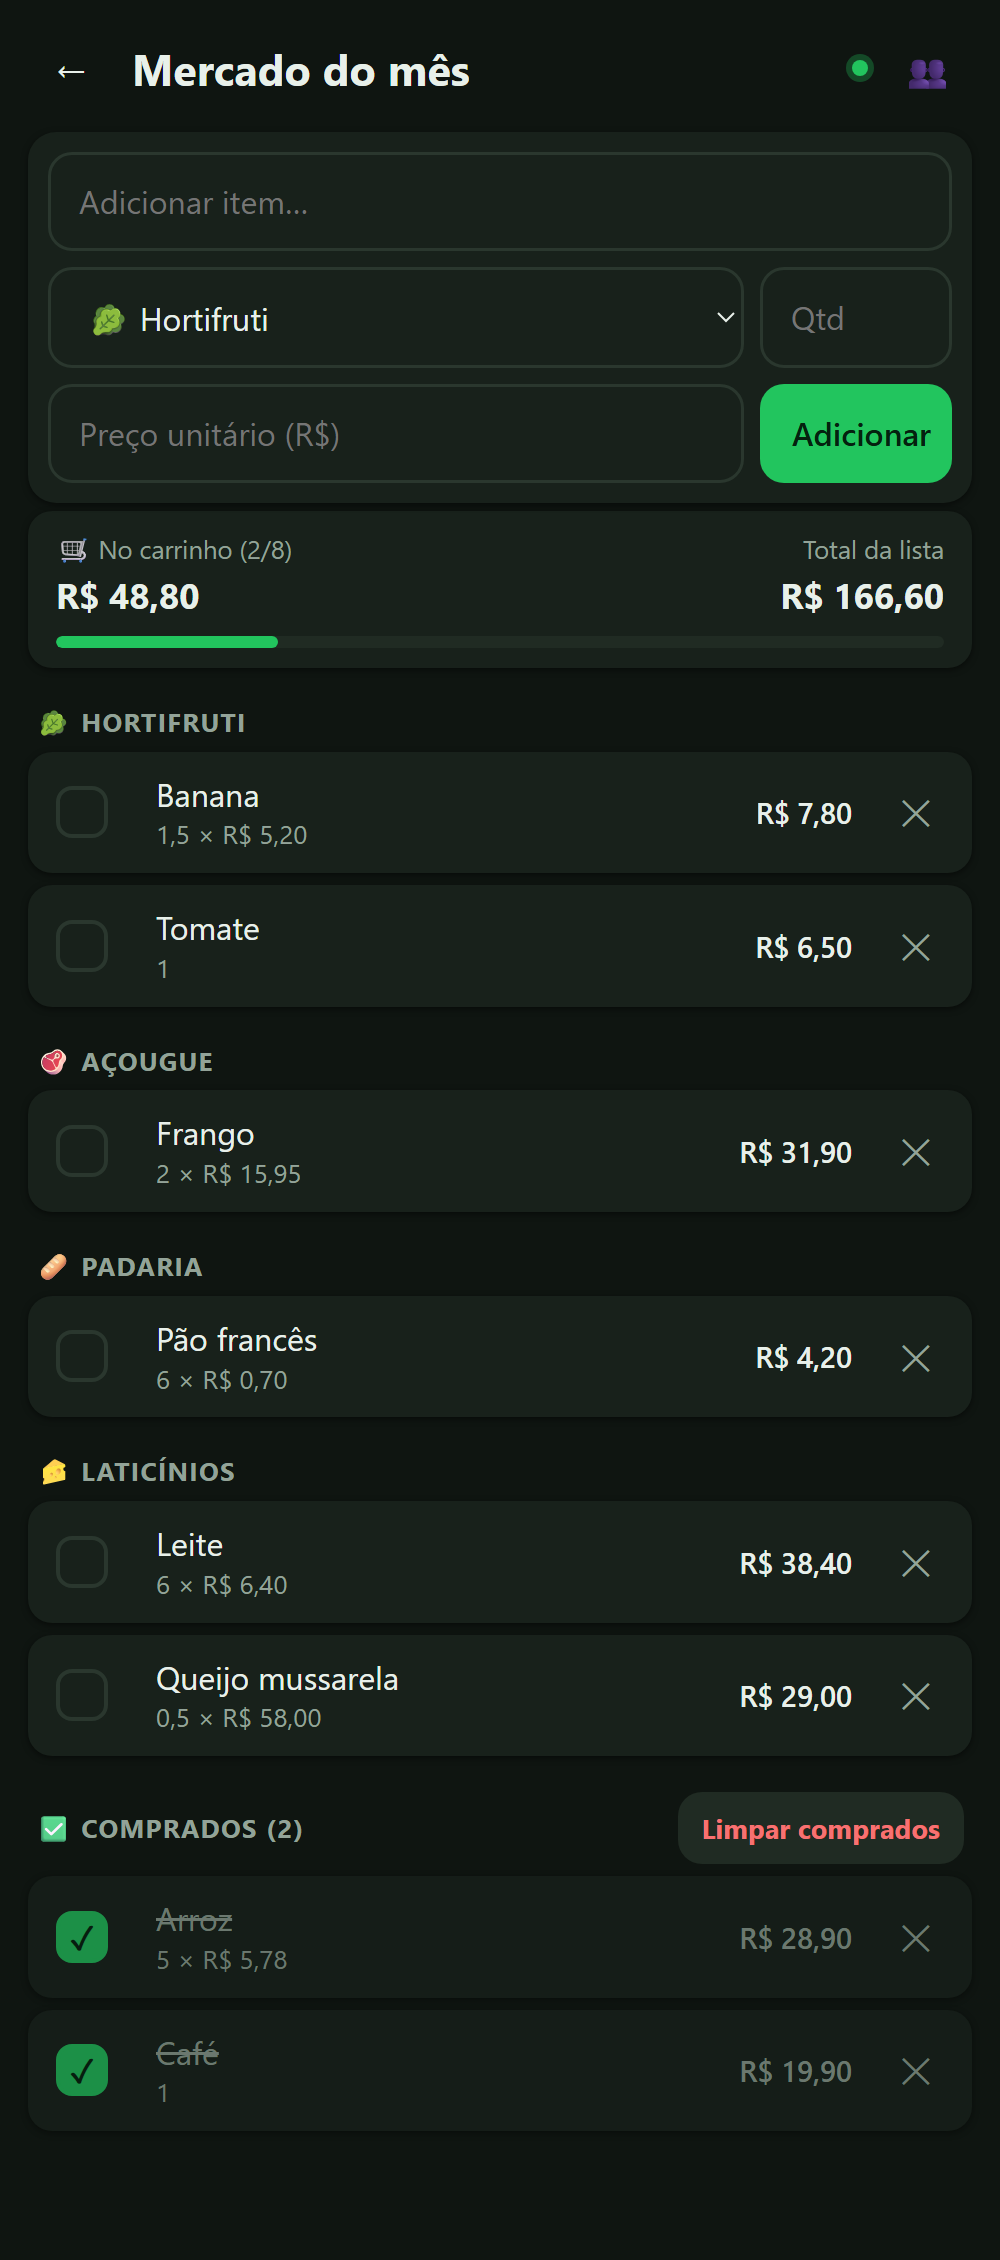 ← Mercado do mês
Adicionar item...
🥬 Hortifruti
Qtd
Preço unitário (R$)
Adicionar
🛒 No carrinho (2/8)
Total da lista
R$ 48,80
R$ 166,60
🥬 HORTIFRUTI
Banana
1,5 × R$ 5,20
R$ 7,80
Tomate
1
R$ 6,50
🥩 AÇOUGUE
Frango
2 × R$ 15,95
R$ 31,90
🥖 PADARIA
Pão francês
6 × R$ 0,70
R$ 4,20
🧀 LATICÍNIOS
Leite
6 × R$ 6,40
R$ 38,40
Queijo mussarela
0,5 × R$ 58,00
R$ 29,00
✅ COMPRADOS (2)
Limpar comprados
Arroz
5 × R$ 5,78
R$ 28,90
Café
1
R$ 19,90